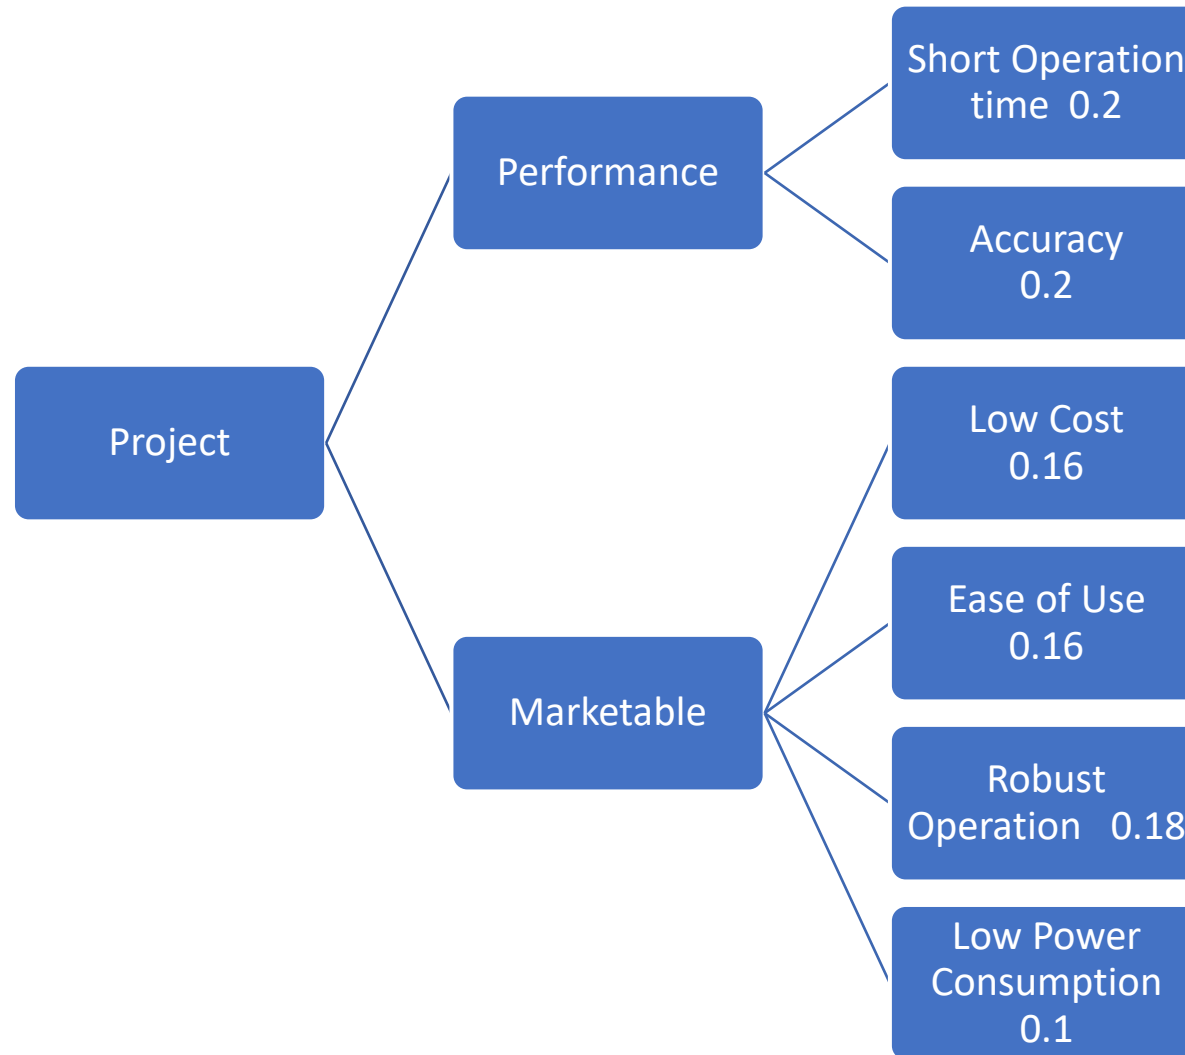 Project
Performance
Marketable
Short Operation
time  0.2
Accuracy
0.2
Low Cost
0.16
Ease of Use
0.16
Robust
Operation   0.18
Low Power
Consumption
0.1